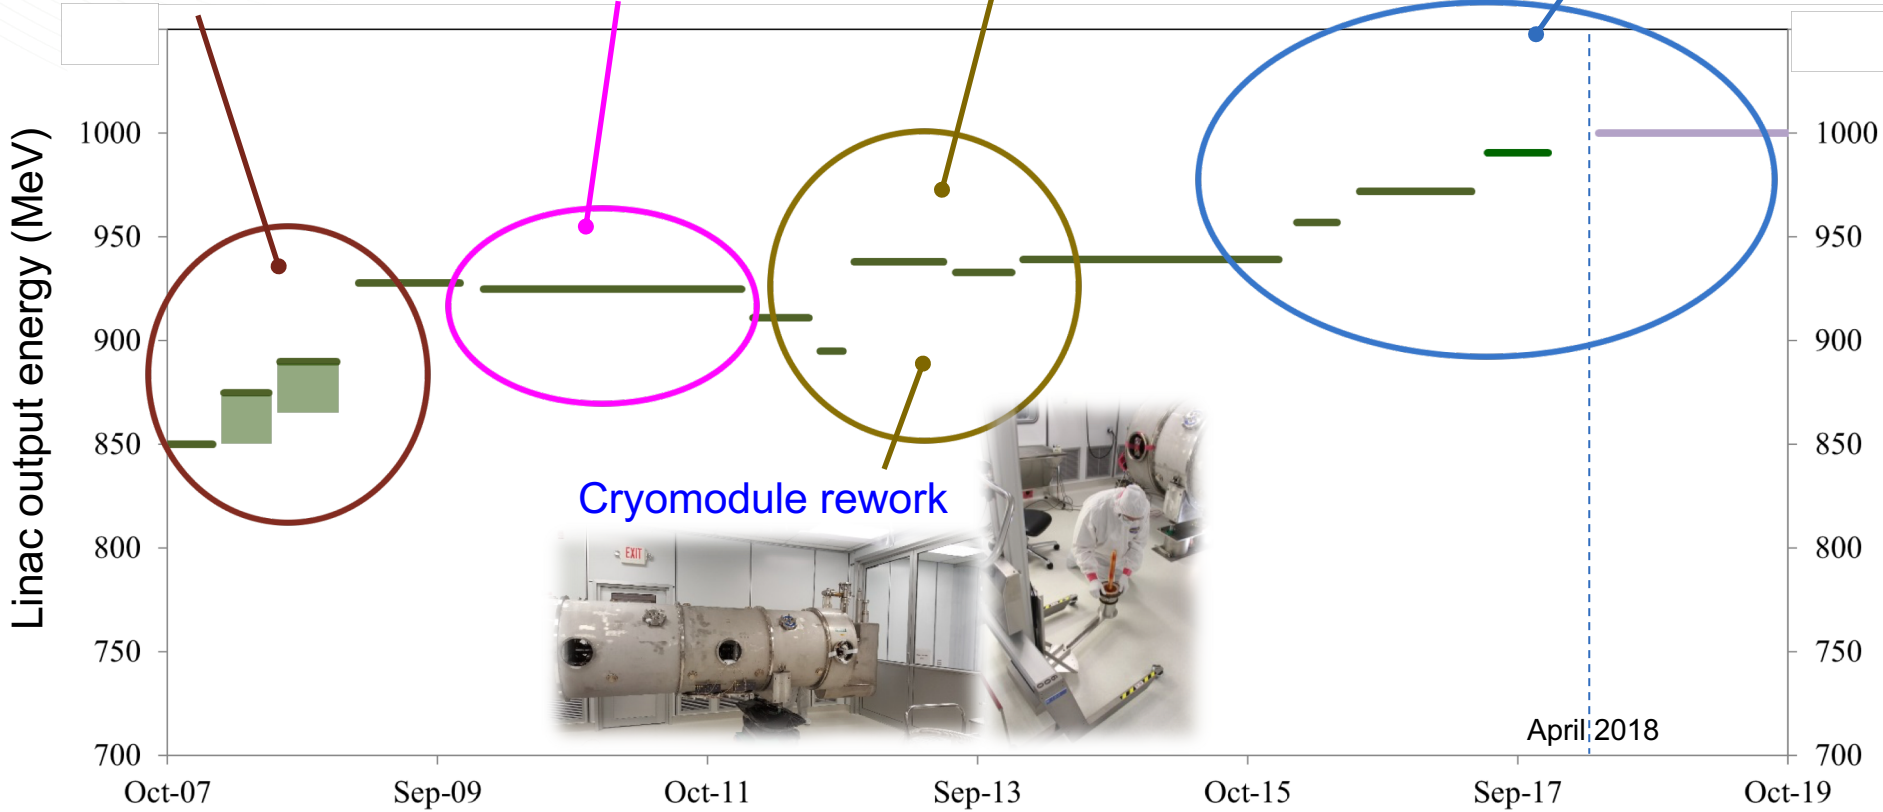 Linac output energy (MeV)
1000
950
900
850
800
750
700
1000
950
900
850
800
750
700
Cryomodule rework
EXIT
April 2018
Oct-07
Sep-09
Oct-11
Sep-13
Oct-15
Sep-17
Oct-19